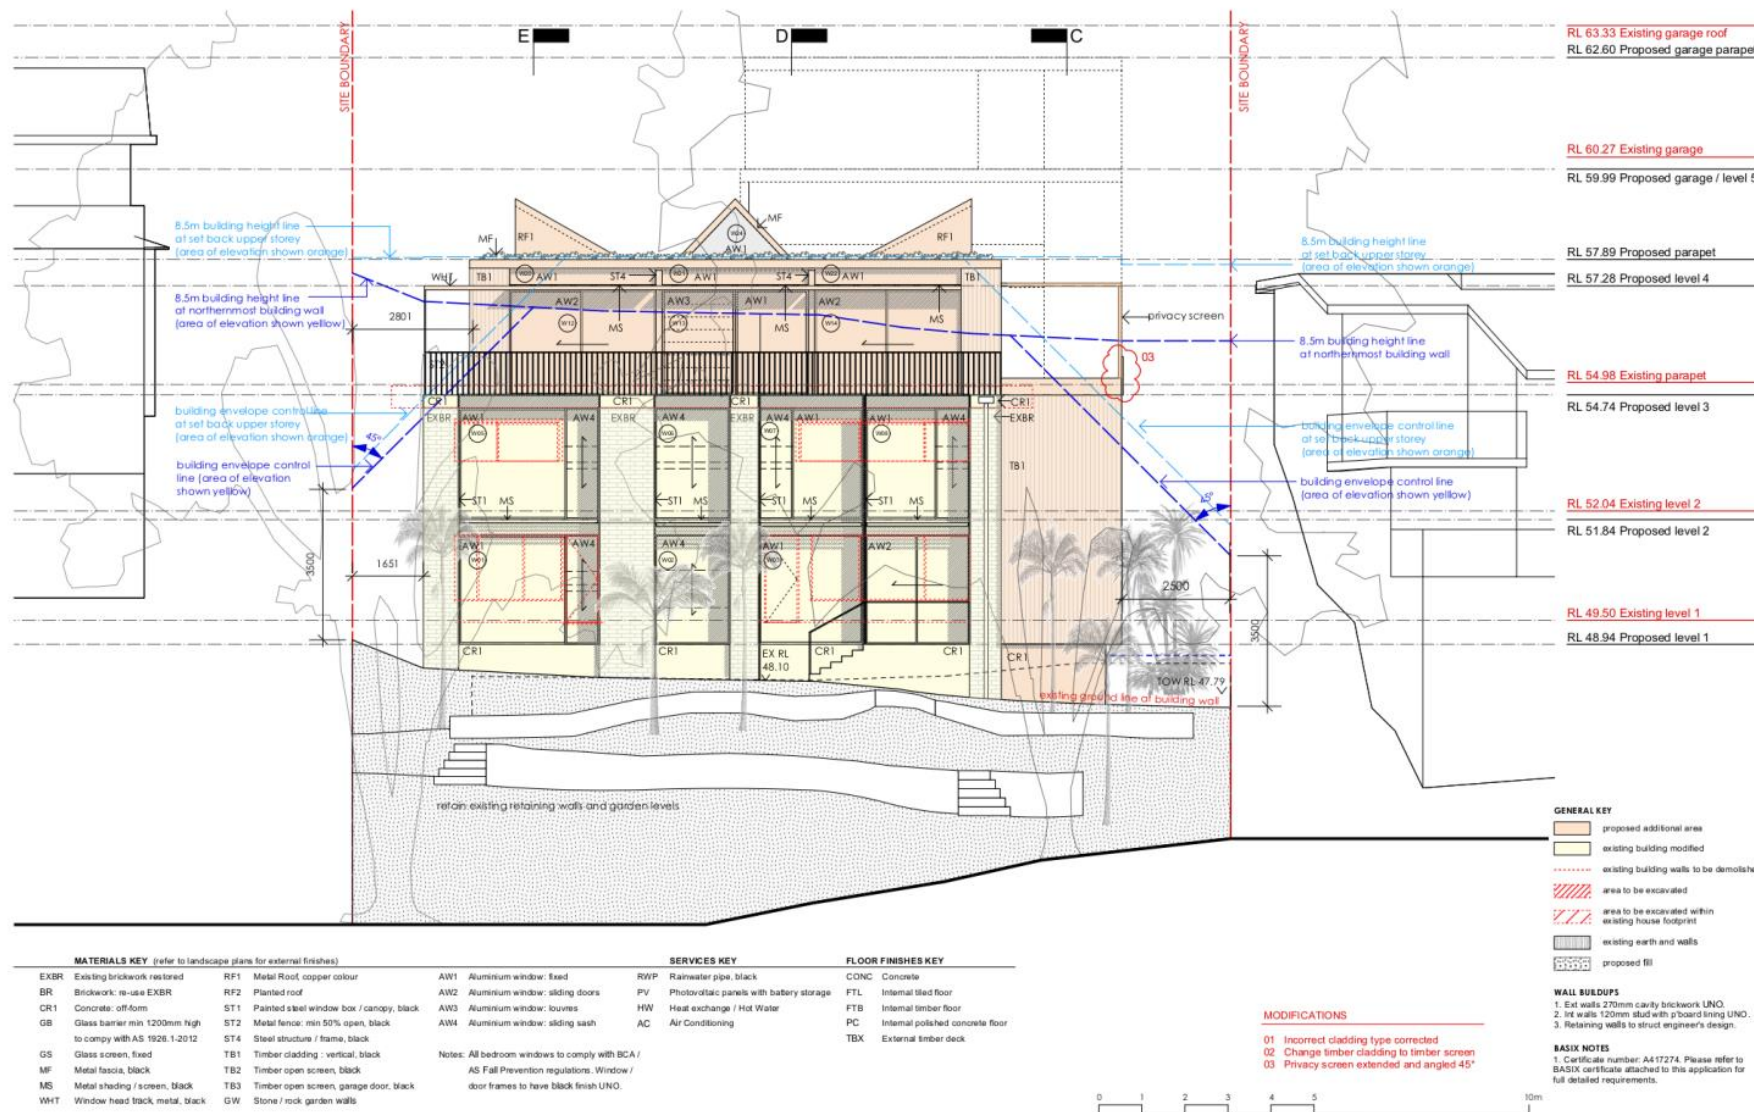 E
D
C
SITE BOUNDARY
SITE BOUNDARY
RL 63.33 Existing garage roof
RL 62.60 Proposed garage parapet
RL 60.27 Existing garage
RL 59.99 Proposed garage / level 5
RL 57.89 Proposed parapet
RL 57.28 Proposed level 4
RL 54.98 Existing parapet
RL 54.74 Proposed level 3
RL 52.04 Existing level 2
RL 51.84 Proposed level 2
RL 49.50 Existing level 1
RL 48.94 Proposed level 1
8.5m building height line
at set back upper storey
(area of elevation shown orange)
8.5m building height line
at northernmost building wall
(area of elevation shown yelllow)
building envelope control line
at set back upper storey
(area of elevation shown orange)
building envelope control
line (area of elevation
shown yelllow)
45°
2801
1651
3500
8.5m building height line
at set back upper storey
(area of elevation shown orange)
privacy screen
8.5m building height line
at northernmost building wall
03
building envelope control line
at set back upper storey
(area of elevation shown orange)
building envelope control line
(area of elevation shown yelllow)
45°
2500
3500
MF
W24
AW1
RF1
MF
RF1
WHT
TB1
AW1
ST4
W21
AW1
ST4
AW1
TB1
AW2
AW3
AW1
AW2
W12
W13
W14
MS
MS
ST2
CR1
CR1
CR1
CR1
EXBR
AW1
AW4
EXBR
AW4
EXBR
AW4
AW1
AW1
AW4
EXBR
W05
W06
W07
W08
TB1
ST1
MS
ST1
MS
ST1
MS
ST1
MS
AW1
AW4
AW4
AW1
AW2
W01
W02
W03
CR1
CR1
EX RL
48.10
CR1
CR1
CR1
TOW RL 47.79
existing ground line at building wall
retain existing retaining walls and garden levels
GENERAL KEY
proposed additional area
existing building modified
existing building walls to be demolishe
area to be excavated
area to be excavated within
existing house footprint
existing earth and walls
proposed fill
WALL BUILDUPS
1. Ext walls 270mm cavity brickwork UNO.
2. Int walls 120mm stud with p'board lining UNO.
3. Retaining walls to struct engineer's design.
BASIX NOTES
1. Certificate number: A417274. Please refer to
BASIX certificate attached to this application for
full detailed requirements.
MATERIALS KEY (refer to landscape plans for external finishes)
EXBR Existing brickwork restored
BR Brickwork: re-use EXBR
CR1 Concrete: off-form
GB Glass barrier min 1200mm high
to comply with AS 1926.1-2012
GS Glass screen, fixed
MF Metal fascia, black
MS Metal shading / screen, black
WHT Window head track, metal, black
RF1 Metal Roof, copper colour
RF2 Planted roof
ST1 Painted steel window box / canopy, black
ST2 Metal fence: min 50% open, black
ST4 Steel structure / frame, black
TB1 Timber cladding : vertical, black
TB2 Timber open screen, black
TB3 Timber open screen, garage door, black
GW Stone / rock garden walls
AW1 Aluminium window: fixed
AW2 Aluminium window: sliding doors
AW3 Aluminium window: louvres
AW4 Aluminium window: sliding sash
Notes: All bedroom windows to comply with BCA /
AS Fall Prevention regulations. Window /
door frames to have black finish UNO.
SERVICES KEY
RWP Rainwater pipe, black
PV Photovoltaic panels with battery storage
HW Heat exchange / Hot Water
AC Air Conditioning
FLOOR FINISHES KEY
CONC Concrete
FTL Internal tiled floor
FTB Internal timber floor
PC Internal polished concrete floor
TBX External timber deck
MODIFICATIONS
01 Incorrect cladding type corrected
02 Change timber cladding to timber screen
03 Privacy screen extended and angled 45°
0 1 2 3 4 5 10m